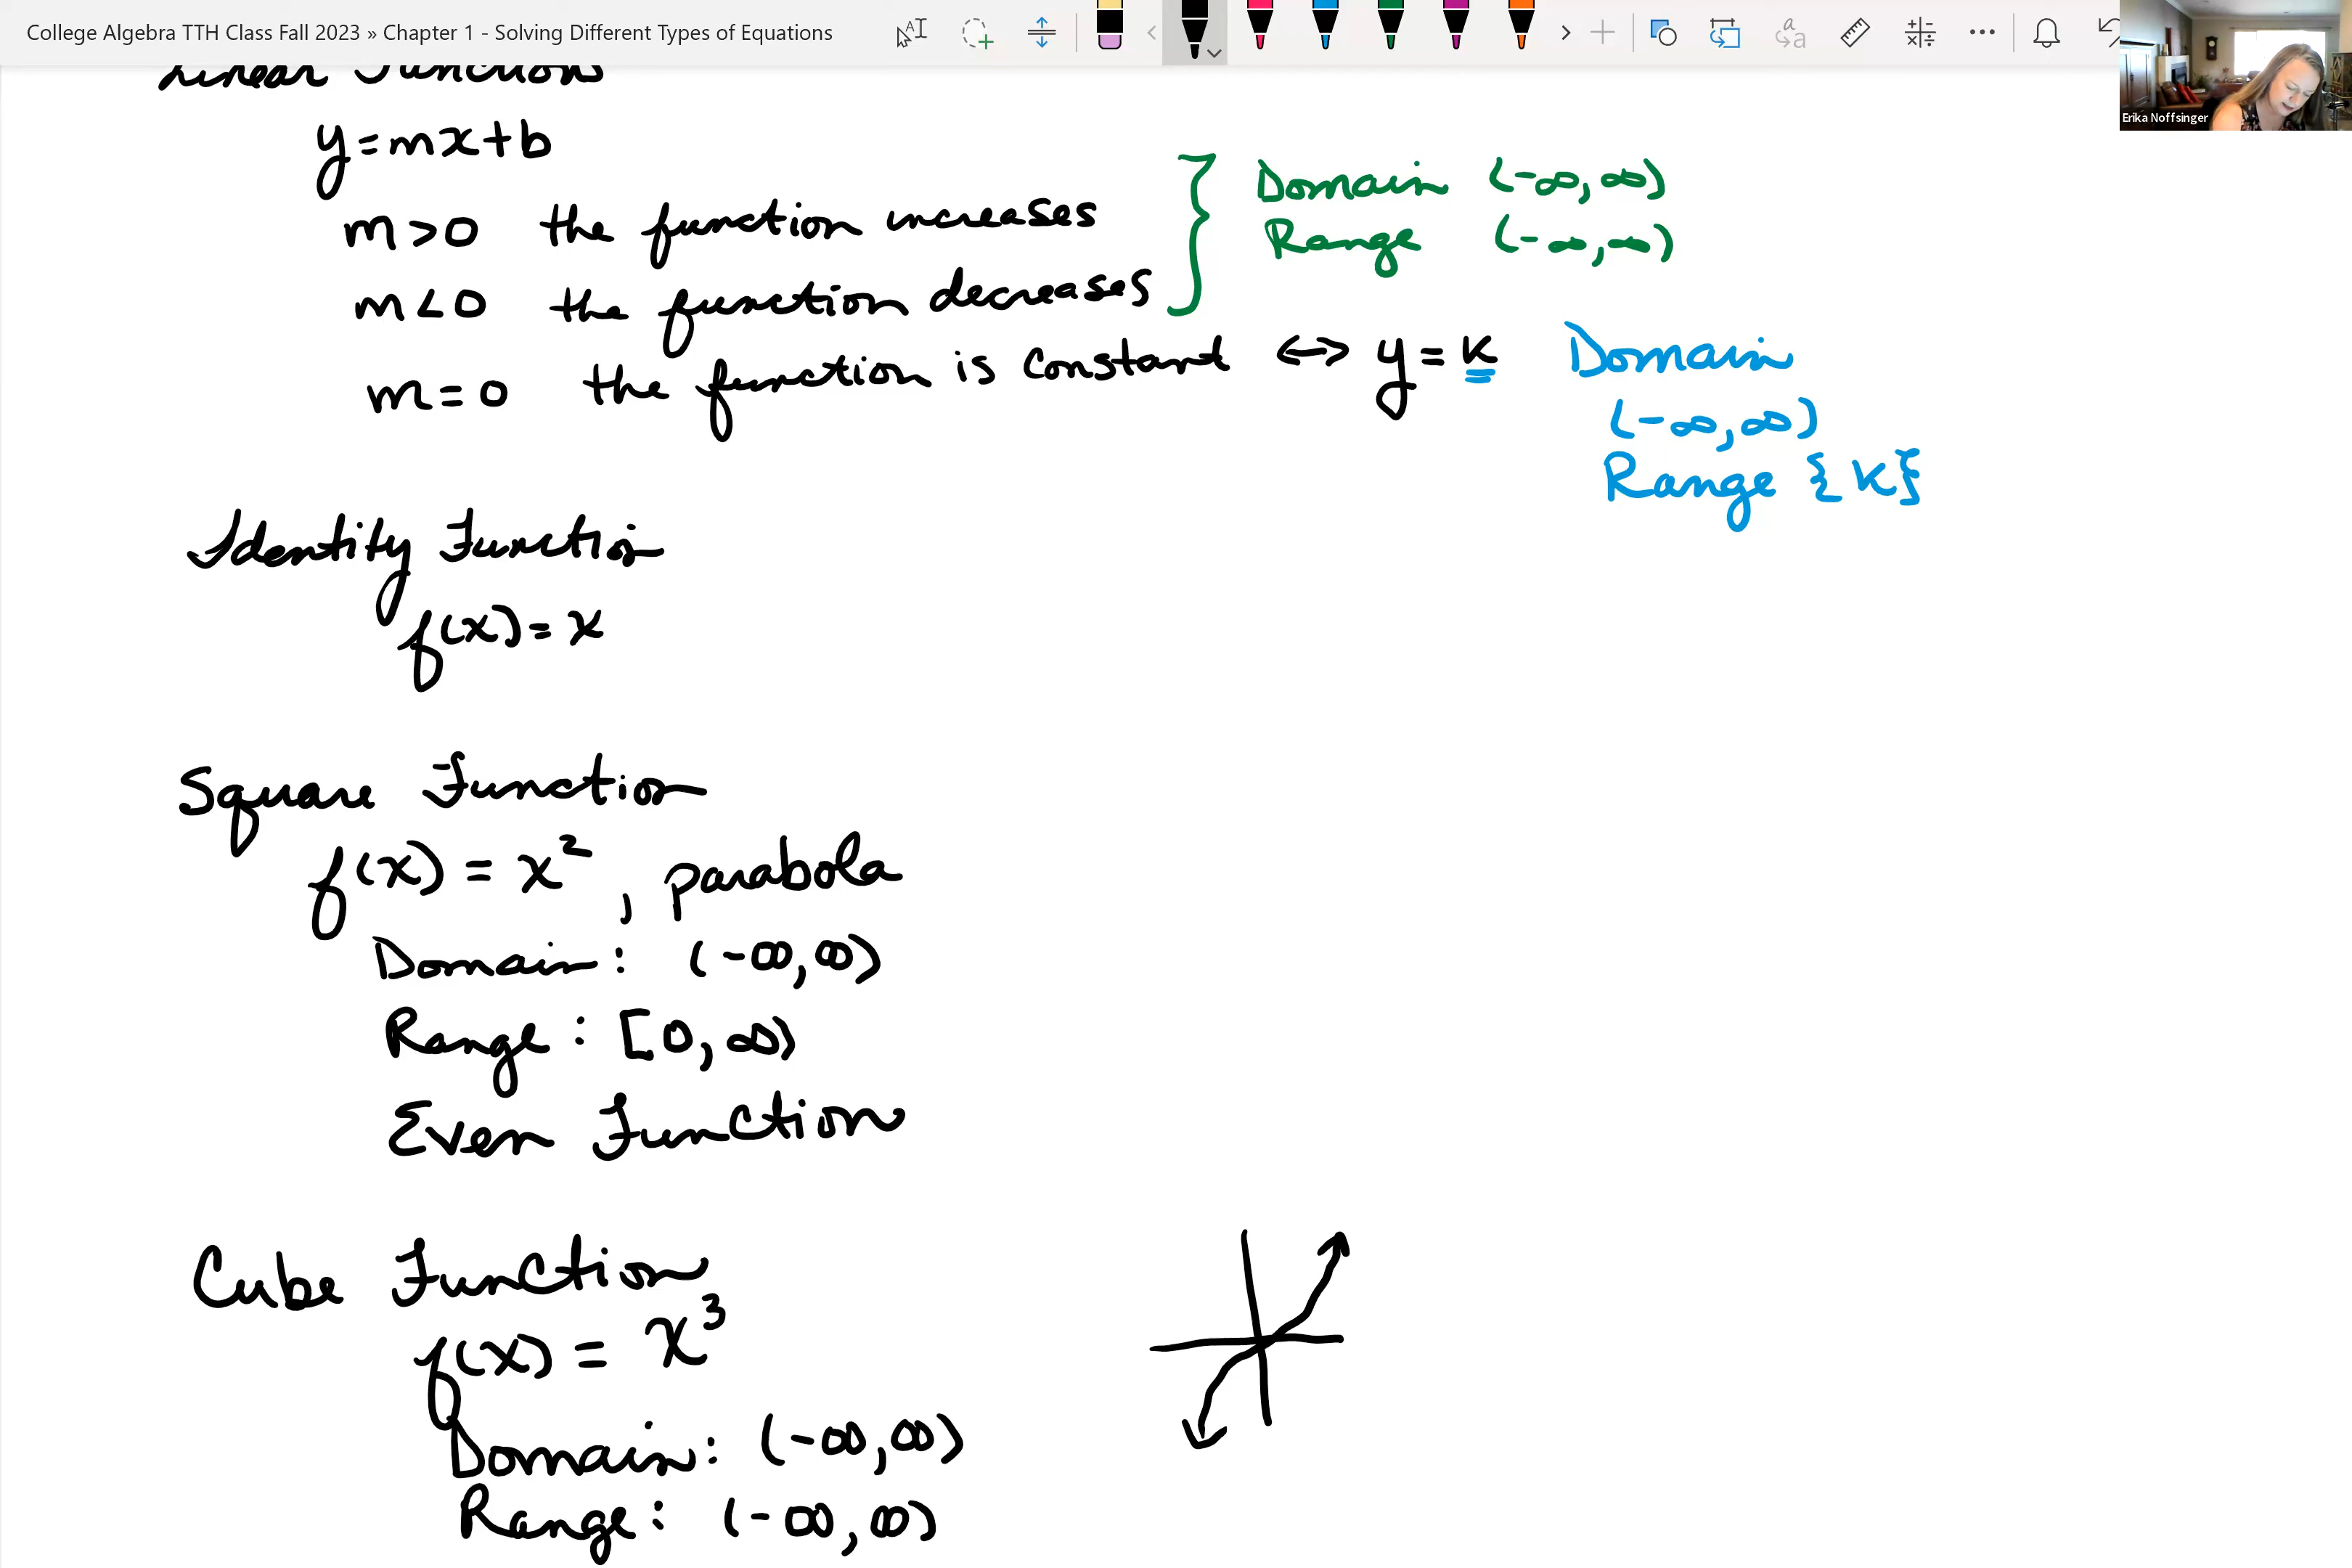 College Algebra TTH Class Fall 2023 » Chapter 1 - Solving Different Types of Equations
Erika Noffsinger
Linear Functions
y=mx+b
m>0 the function increases
m<0 the function decreases
Domain (-∞,∞)
Range (-∞,∞)
m=0 the function is constant ↔ y=k
Domain
(-∞,∞)
Range {k}
Identity Function
f(x)=x
Square Function
f(x)=x², parabola
Domain: (-∞,∞)
Range: [0,∞)
Even Function
Cube Function
f(x)=x³
Domain: (-∞,∞)
Range: (-∞,∞)